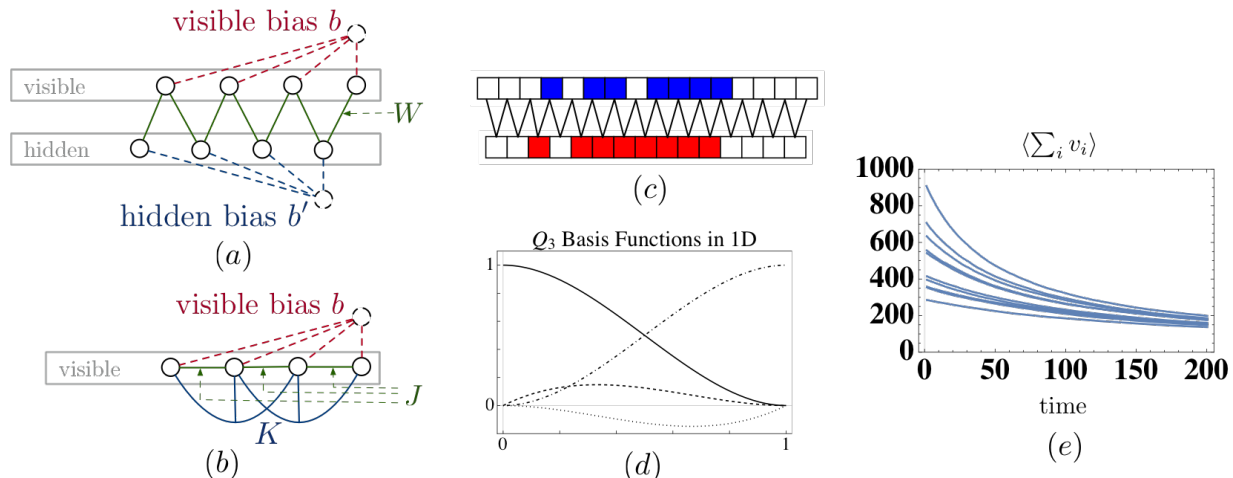 visible bias b
visible
W
hidden
hidden bias b′
(a)
visible bias b
visible
J
K
(b)
(c)
Q₃ Basis Functions in 1D
1
0
0
1
(d)
⟨∑ᵢ vᵢ⟩
1000
800
600
400
200
0
0
50
100
150
200
time
(e)